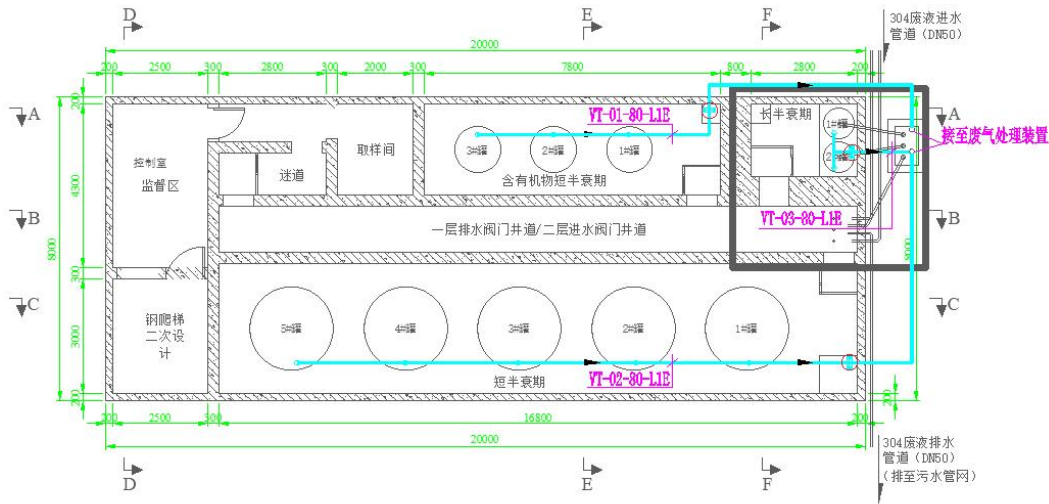 D
E
F
304废液进水
管道（DN50）
20000
200
2500
300
2800
300
2000
300
7800
800
2800
200
A
A
200
VT-01-80-L1E
长半衰期
1#罐
2#罐
接至废气处理装置
取样间
3#罐
2#罐
1#罐
控制室
监督区
迷道
含有机物短半衰期
4300
8000
B
B
VT-03-80-L1E
一层排水阀门井道/二层进水阀门井道
300
C
C
钢爬梯
二次设
计
3000
5#罐
4#罐
3#罐
2#罐
1#罐
VT-02-80-L1E
短半衰期
200
200
200
2500
300
16800
200
20000
304废液排水
管道（DN50）
（排至污水管网）
D
E
F